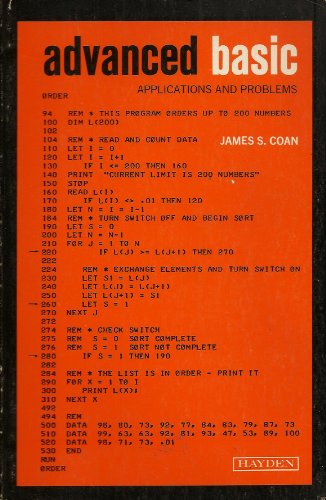 advanced basic
APPLICATIONS AND PROBLEMS
ORDER
94 REM * THIS PROGRAM ORDERS UP TO 200 NUMBERS
100 DIM L(200)
102
104 REM * READ AND COUNT DATA
JAMES S. COAN
110 LET I = 0
120 LET I = I+1
130 IF I <= 200 THEN 160
140 PRINT "CURRENT LIMIT IS 200 NUMBERS"
150 STOP
160 READ L(I)
170 IF L(I) <> .01 THEN 120
180 LET N = I = I-1
184 REM * TURN SWITCH OFF AND BEGIN SORT
190 LET S = 0
200 LET N = N-1
210 FOR J = 1 TO N
→220 IF L(J) >= L(J+1) THEN 270
222
224 REM * EXCHANGE ELEMENTS AND TURN SWITCH ON
230 LET S1 = L(J)
240 LET L(J) = L(J+1)
250 LET L(J+1) = S1
→260 LET S = 1
270 NEXT J
272
274 REM * CHECK SWITCH
275 REM S = 0 SORT COMPLETE
276 REM S = 1 SORT NOT COMPLETE
→280 IF S = 1 THEN 190
282
284 REM * THE LIST IS IN ORDER - PRINT IT
290 FOR X = 1 TO I
300 PRINT L(X);
310 NEXT X
492
494 REM
500 DATA 98, 80, 73, 92, 77, 84, 83, 79, 87, 73
510 DATA 99, 63, 63, 92, 81, 93, 47, 53, 89, 100
520 DATA 98, 71, 73, .01
530 END
RUN
ORDER
HAYDEN